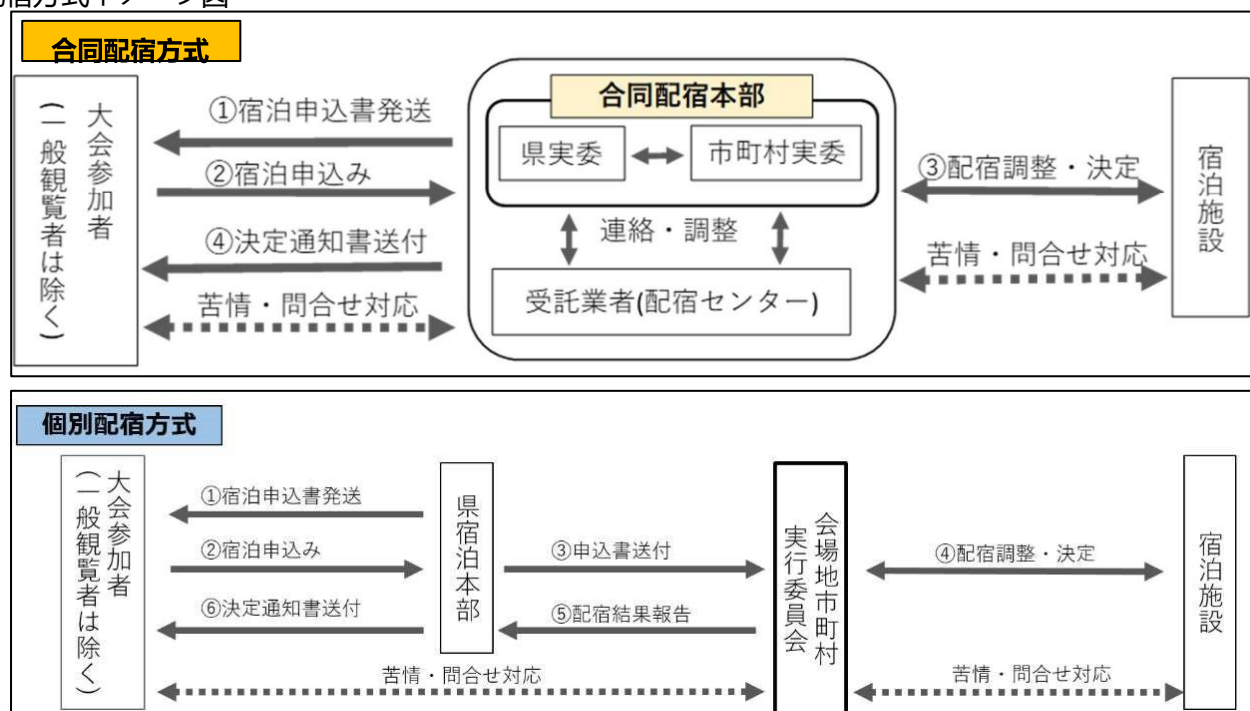 配宿方式イメージ図
合同配宿方式
大会参加者
(一般観覧者は除く)
①宿泊申込書発送
②宿泊申込み
④決定通知書送付
苦情・問合せ対応
合同配宿本部
県実委
市町村実委
連絡・調整
受託業者(配宿センター)
③配宿調整・決定
苦情・問合せ対応
宿泊施設
個別配宿方式
大会参加者
(一般観覧者は除く)
①宿泊申込書発送
②宿泊申込み
⑥決定通知書送付
県宿泊本部
③申込書送付
⑤配宿結果報告
苦情・問合せ対応
会場地市町村
実行委員会
④配宿調整・決定
苦情・問合せ対応
宿泊施設